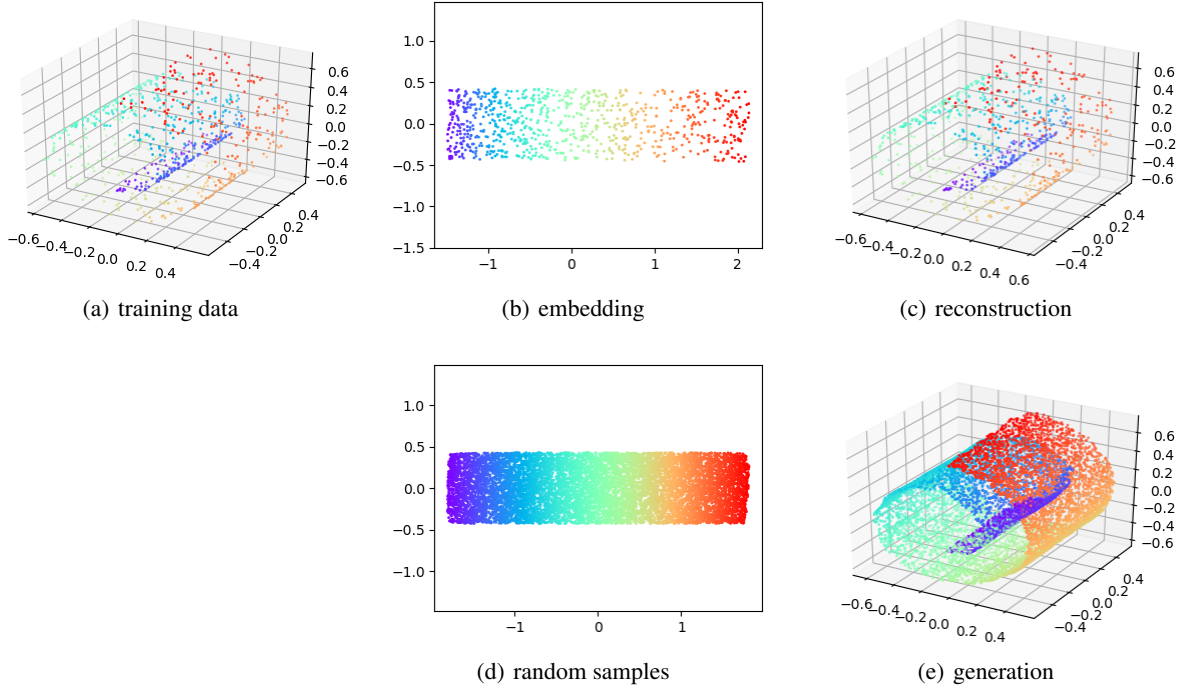 0.6
0.4
0.2
0.0
−0.2
−0.4
−0.6
−0.6 −0.4 −0.2 0.0 0.2 0.4
−0.4 −0.2 0.0 0.2 0.4
(a) training data
1.0
0.5
0.0
−0.5
−1.0
−1.5
−1 0 1 2
(b) embedding
0.6
0.4
0.2
0.0
−0.2
−0.4
−0.6
−0.6 −0.4 −0.2 0.0 0.2 0.4 0.6
−0.4 −0.2 0.0 0.2 0.4
(c) reconstruction
1.0
0.5
0.0
−0.5
−1.0
−1 0 1
(d) random samples
0.6
0.4
0.2
0.0
−0.2
−0.4
−0.6
−0.6 −0.4 −0.2 0.0 0.2 0.4
−0.4 −0.2 0.0 0.2 0.4
(e) generation